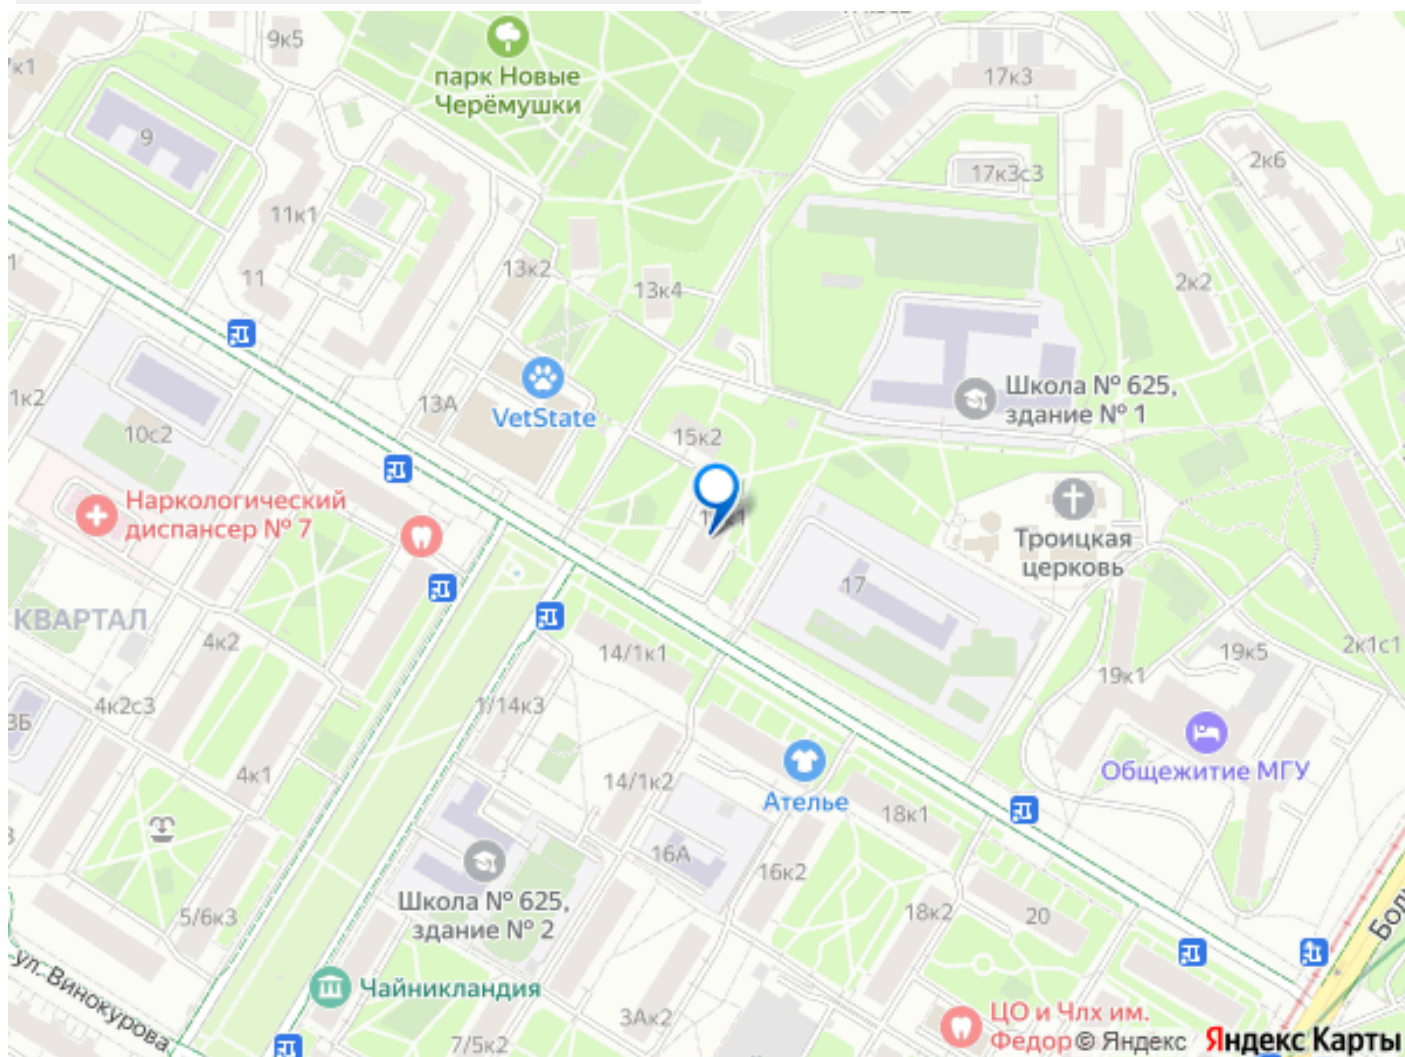 9к5
17к3
парк Новые
Черёмушки
9
17к3с3
2к6
11к1
11
13к2
13к4
2к2
1к2
13А
VetState
Школа № 625,
здание № 1
10с2
15к2
Наркологический
диспансер № 7
Троицкая
церковь
17
КВАРТАЛ
4к2
14/1к1
2к1с1
19к5
19к1
4к2с3
1/14к3
3Б
4к1
14/1к2
Общежитие МГУ
Ателье
18к1
16А
16к2
5/6к3
Школа № 625,
здание № 2
18к2
20
ул. Винокурова
Чайникландия
3Ак2
7/5к2
ЦО и Члх им.
Федор
© Яндекс
Яндекс Карты